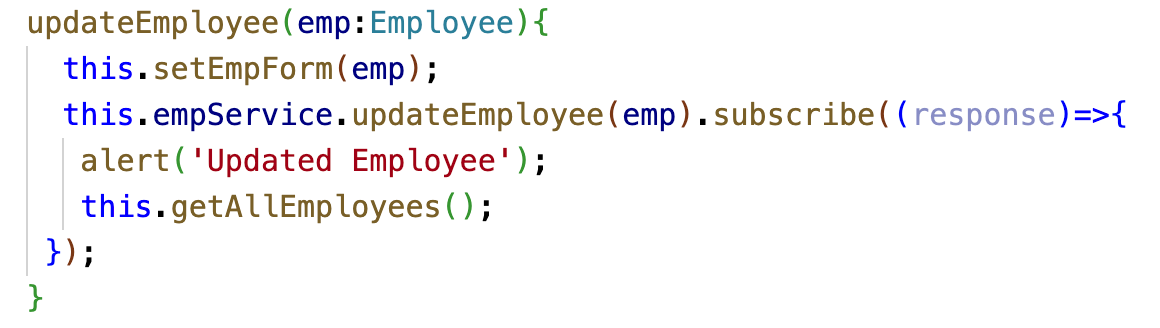 updateEmployee(emp:Employee){
this.setEmpForm(emp);
this.empService.updateEmployee(emp).subscribe((response)=>{
alert('Updated Employee');
this.getAllEmployees();
});
}